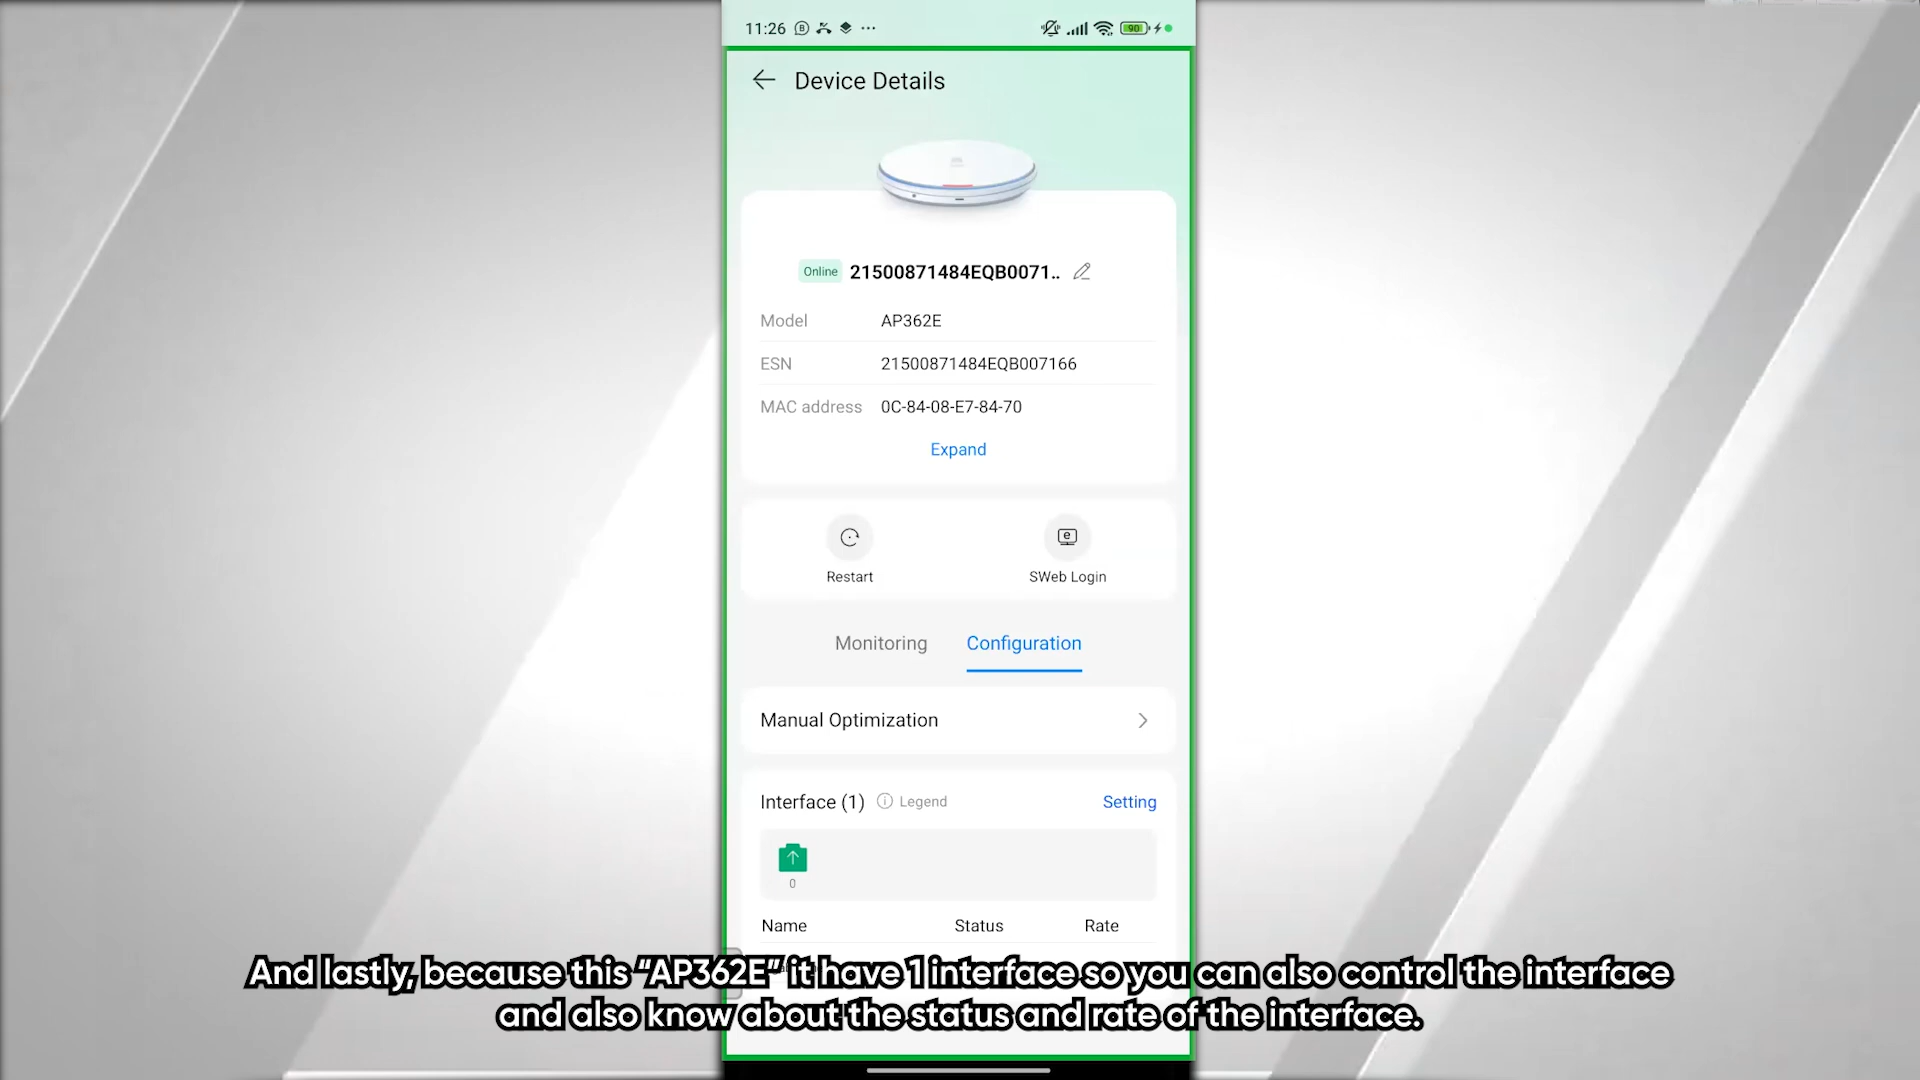 11:26
90
Device Details
Online 21500871484EQB0071..
Model AP362E
ESN 21500871484EQB007166
MAC address 0C-84-08-E7-84-70
Expand
Restart SWeb Login
Monitoring Configuration
Manual Optimization
Interface (1) Legend Setting
0
Name Status Rate
And lastly, because this “AP362E” it have 1 interface so you can also control the interface
and also know about the status and rate of the interface.